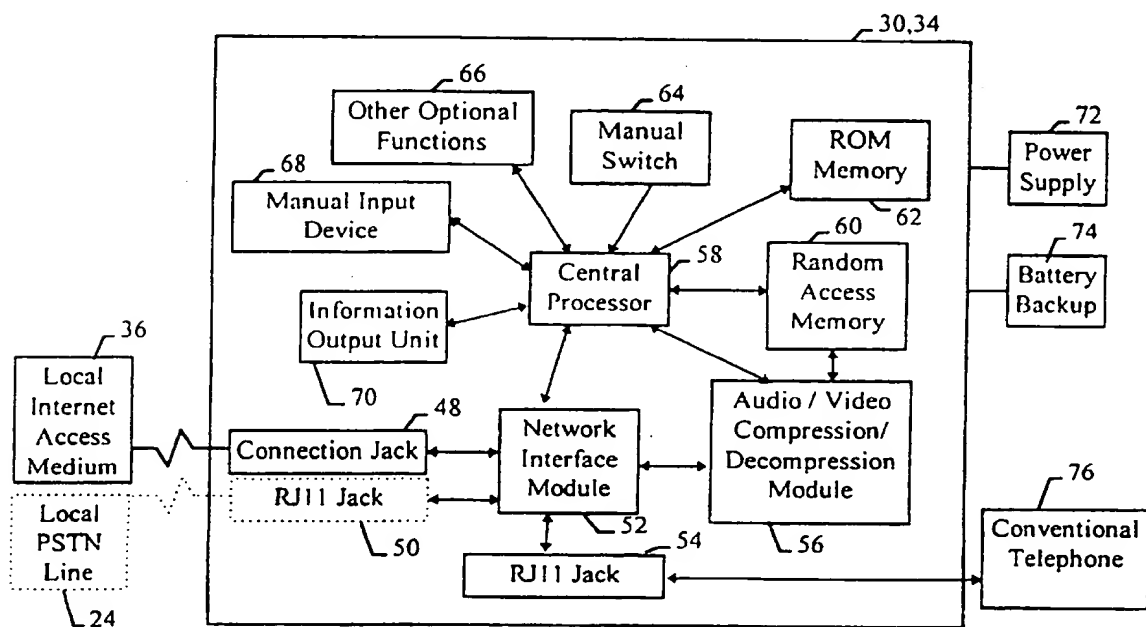 30,34
66
Other Optional
Functions
64
Manual
Switch
ROM
Memory
62
72
Power
Supply
68
Manual Input
Device
60
Random
Access
Memory
74
Battery
Backup
58
Central
Processor
Information
Output Unit
70
36
Local
Internet
Access
Medium
48
Connection Jack
Network
Interface
Module
52
Audio / Video
Compression/
Decompression
Module
56
RJ11 Jack
50
Local
PSTN
Line
24
54
RJ11 Jack
76
Conventional
Telephone